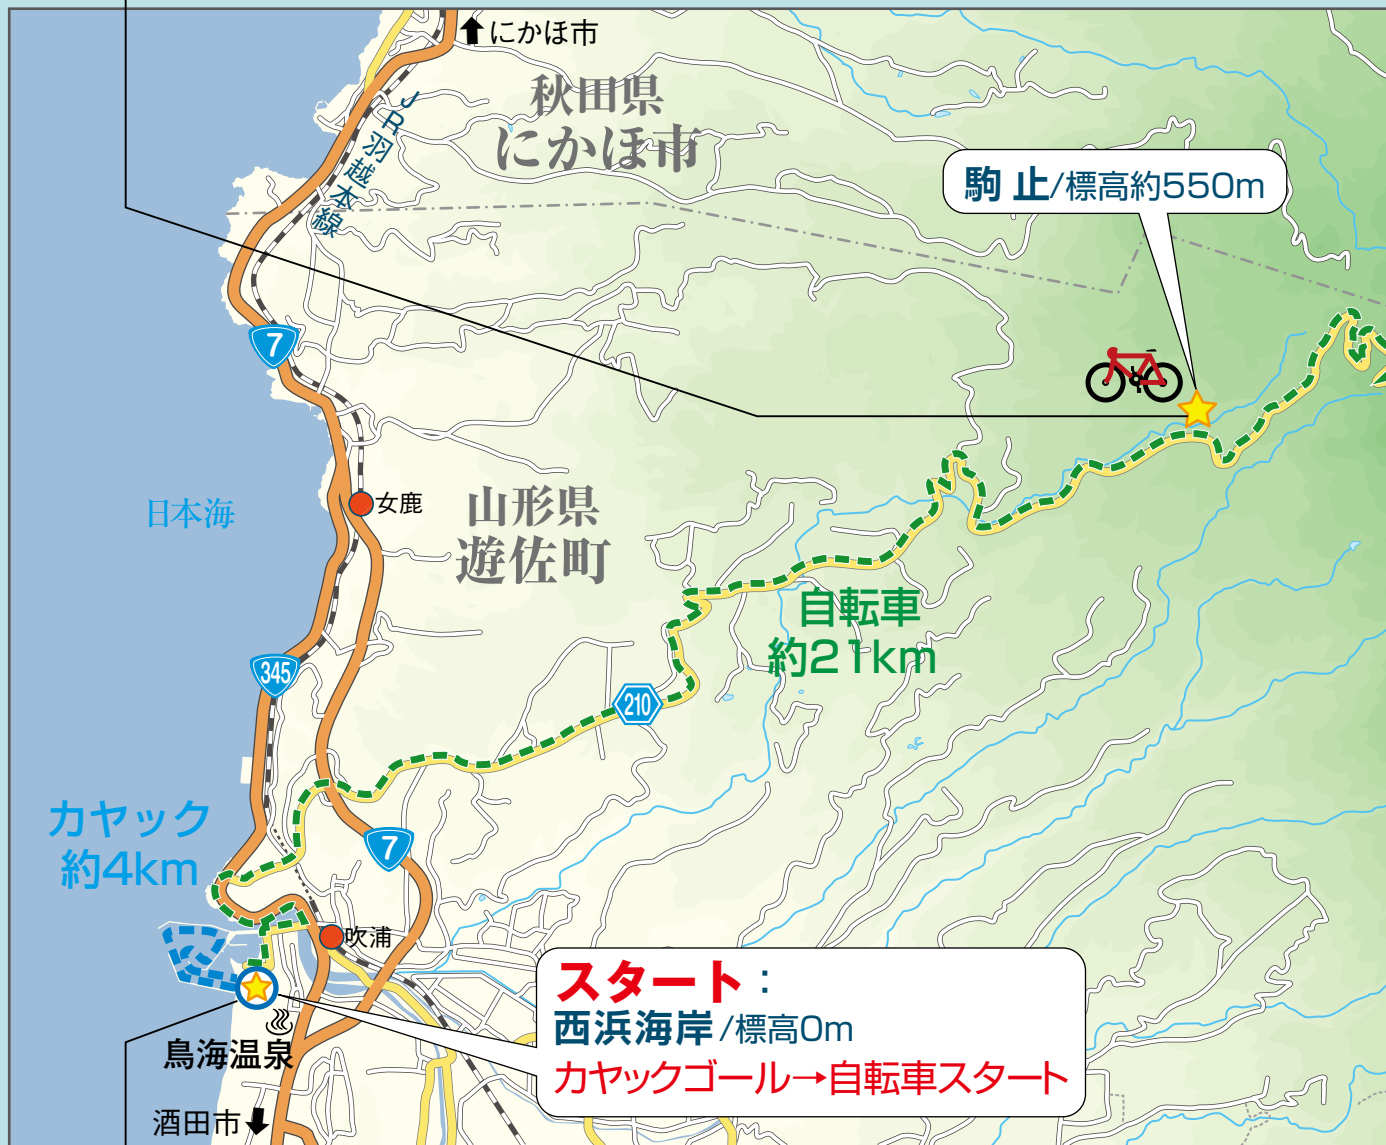 にかほ市
秋田県
にかほ市
JR羽越本線
駒 止/標高約550m
7
女鹿
日本海
山形県
遊佐町
自転車
約21km
345
210
カヤック
約4km
7
吹浦
スタート：
西浜海岸/標高0m
カヤックゴール→自転車スタート
鳥海温泉
酒田市